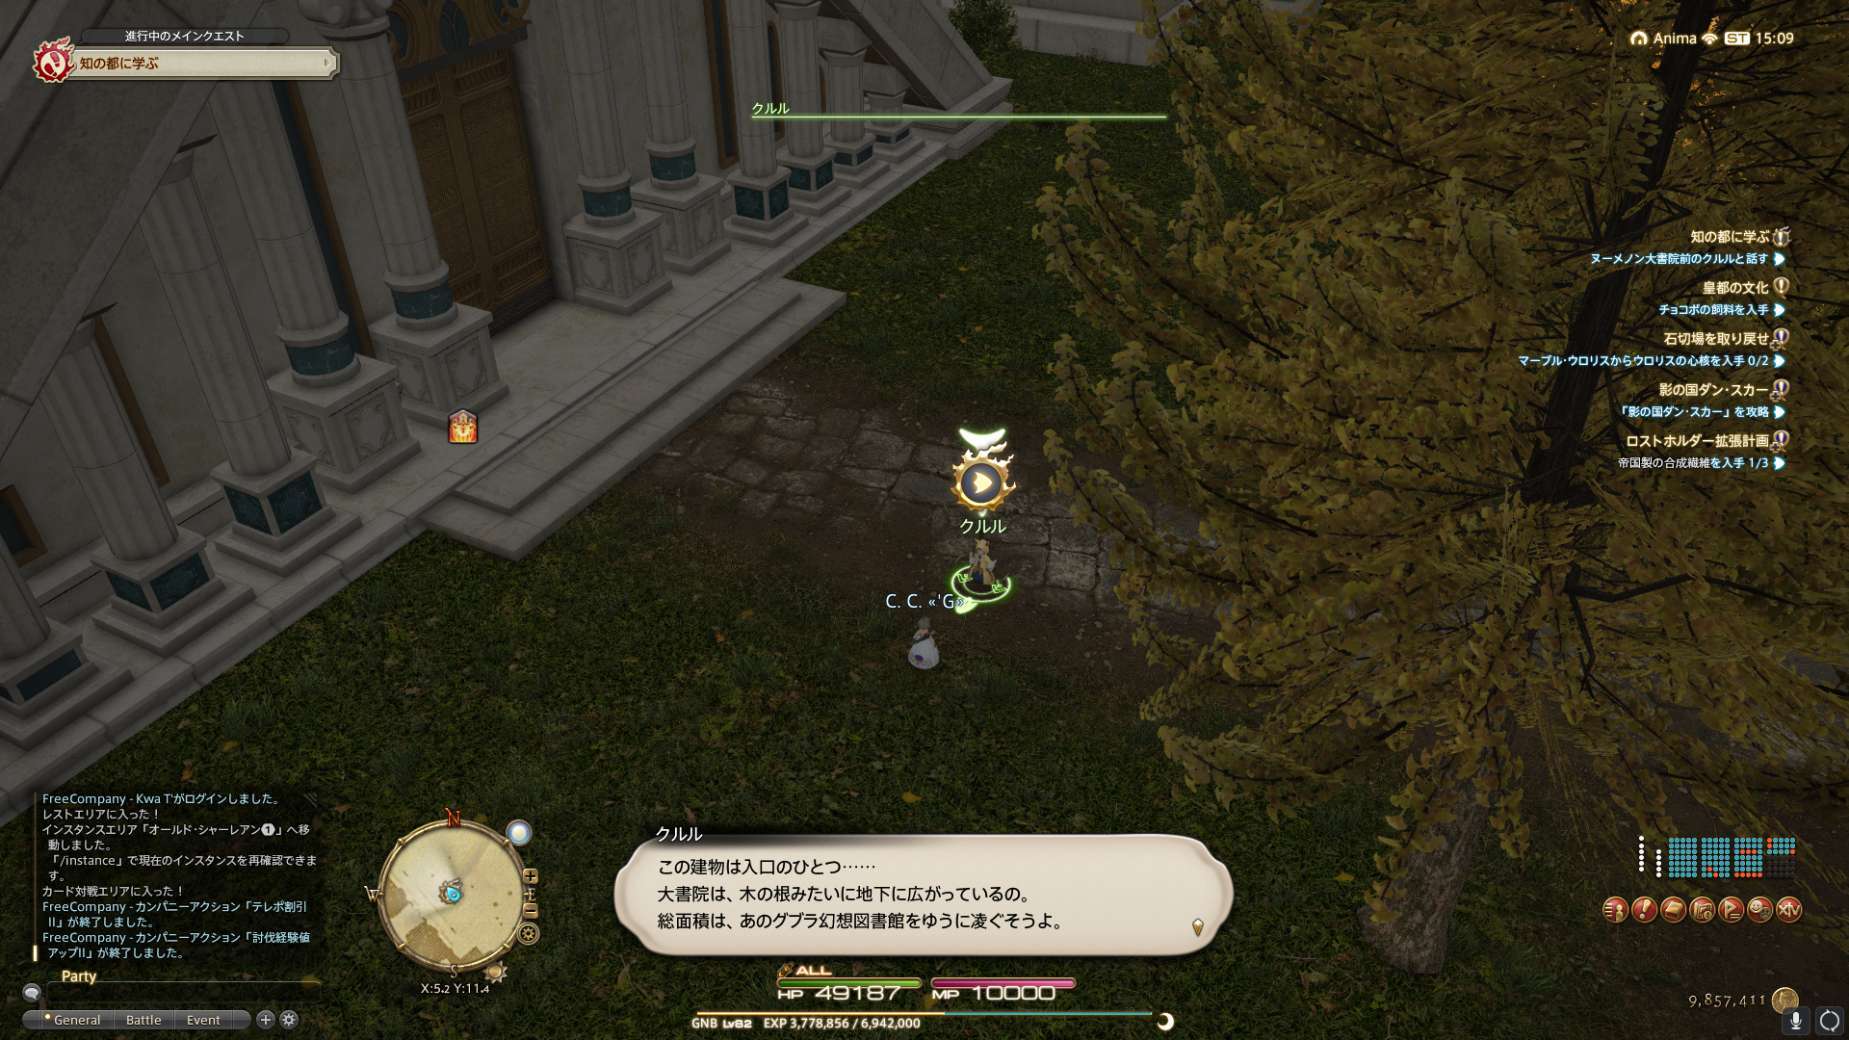 進行中のメインクエスト
知の都に学ぶ
Anima ST 15:09
クルル
知の都に学ぶ
ヌーメノン大書院前のクルルと話す
皇都の文化
チョコボの飼料を入手
石切場を取り戻せ
マーブル・ウロリスからウロリスの心核を入手 0/2
影の国ダン・スカー
「影の国ダン・スカー」を攻略
ロストホルダー拡張計画
帝国製の合成繊維を入手 1/3
クルル
C. C. «'G»
FreeCompany - Kwa T'がログインしました。
レストエリアに入った！
インスタンスエリア「オールド・シャーレアン❶」へ移
動しました。
「/instance」で現在のインスタンスを再確認できま
す。
カード対戦エリアに入った！
FreeCompany - カンパニーアクション「テレポ割引
II」が終了しました。
FreeCompany - カンパニーアクション「討伐経験値
アップII」が終了しました。
Party
General Battle Event
N
W
E
S
X:5.2 Y:11.4
クルル
この建物は入口のひとつ……
大書院は、木の根みたいに地下に広がっているの。
総面積は、あのグブラ幻想図書館をゆうに凌ぐそうよ。
ALL
HP 49187 MP 10000
GNB Lv82 EXP 3,778,856 / 6,942,000
XIV
9,857,411